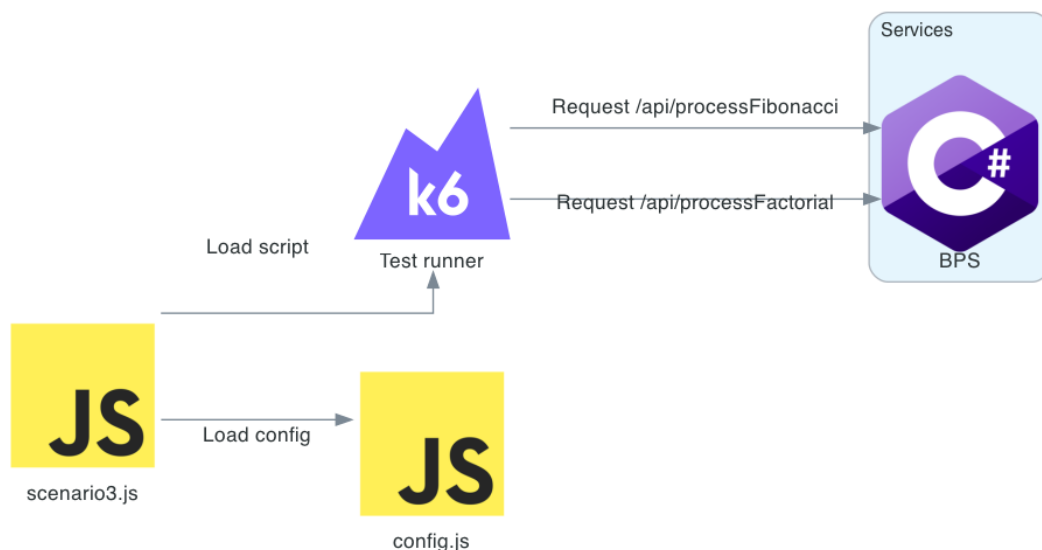 Services
Request /api/processFibonacci
C#
k6
Request /api/processFactorial
Load script
Test runner
BPS
JS
Load config
JS
scenario3.js
config.js